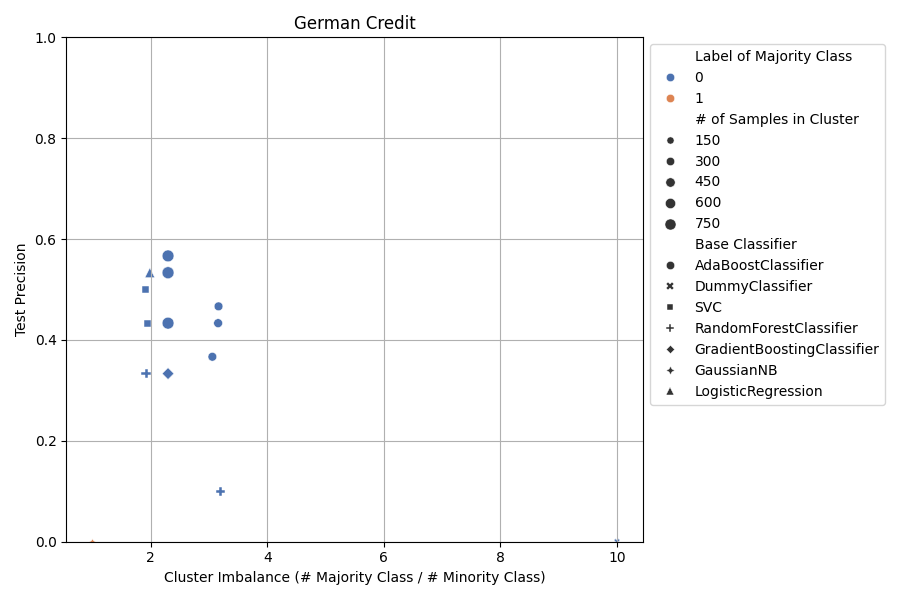 German Credit
1.0
0.8
0.6
0.4
0.2
0.0
Test Precision
2
4
6
8
10
Cluster Imbalance (# Majority Class / # Minority Class)
Label of Majority Class
0
1
# of Samples in Cluster
150
300
450
600
750
Base Classifier
AdaBoostClassifier
DummyClassifier
SVC
RandomForestClassifier
GradientBoostingClassifier
GaussianNB
LogisticRegression